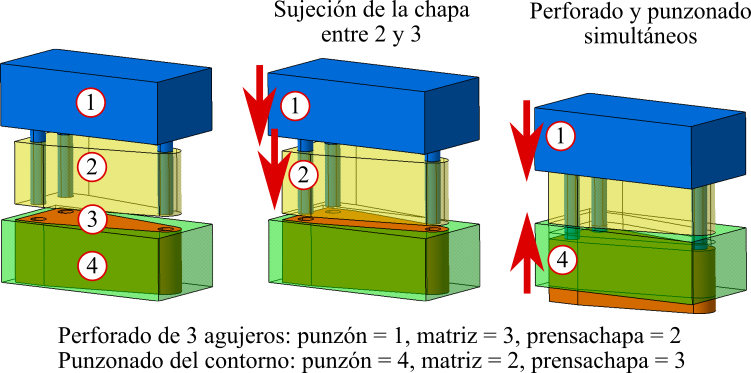 Sujeción de la chapa
entre 2 y 3
Perforado y punzonado
simultáneos
1
2
3
4
1
2
1
4
Perforado de 3 agujeros: punzón = 1, matriz = 3, prensachapa = 2
Punzonado del contorno: punzón = 4, matriz = 2, prensachapa = 3